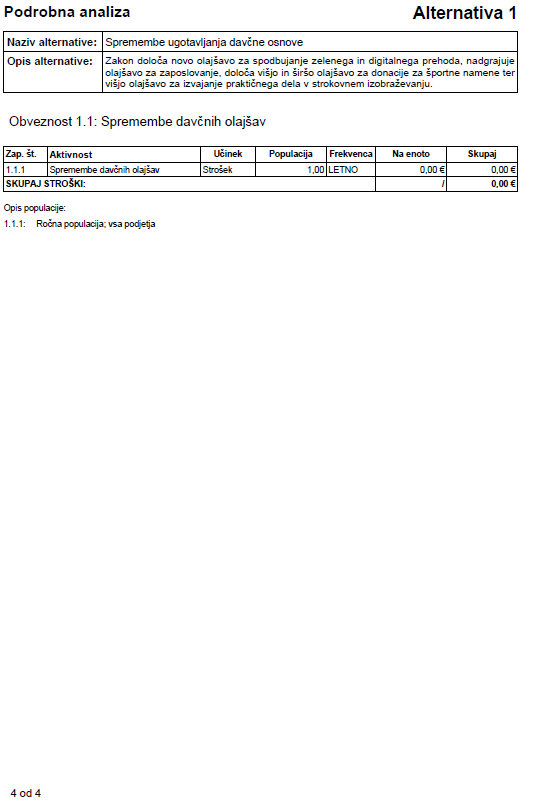 Podrobna analiza Alternativa 1
Naziv alternative: Spremembe ugotavljanja davčne osnove
Opis alternative: Zakon določa novo olajšavo za spodbujanje zelenega in digitalnega prehoda, nadgrajuje
olajšavo za zaposlovanje, določa višjo in širšo olajšavo za donacije za športne namene ter
višjo olajšavo za izvajanje praktičnega dela v strokovnem izobraževanju.
Obveznost 1.1: Spremembe davčnih olajšav
Zap. št. Aktivnost Učinek Populacija Frekvenca Na enoto Skupaj
1.1.1 Spremembe davčnih olajšav Strošek 1,00 LETNO 0,00 € 0,00 €
SKUPAJ STROŠKI: / 0,00 €
Opis populacije:
1.1.1: Ročna populacija; vsa podjetja
4 od 4